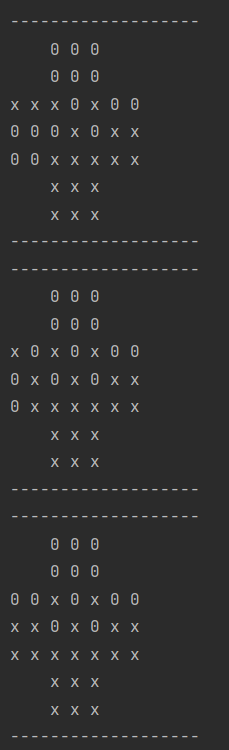 -------------------
    0 0 0
    0 0 0
x x x 0 x 0 0
0 0 0 x 0 x x
0 0 x x x x x
    x x x
    x x x
-------------------
-------------------
    0 0 0
    0 0 0
x 0 x 0 x 0 0
0 x 0 x 0 x x
0 x x x x x x
    x x x
    x x x
-------------------
-------------------
    0 0 0
    0 0 0
0 0 x 0 x 0 0
x x 0 x 0 x x
x x x x x x x
    x x x
    x x x
-------------------